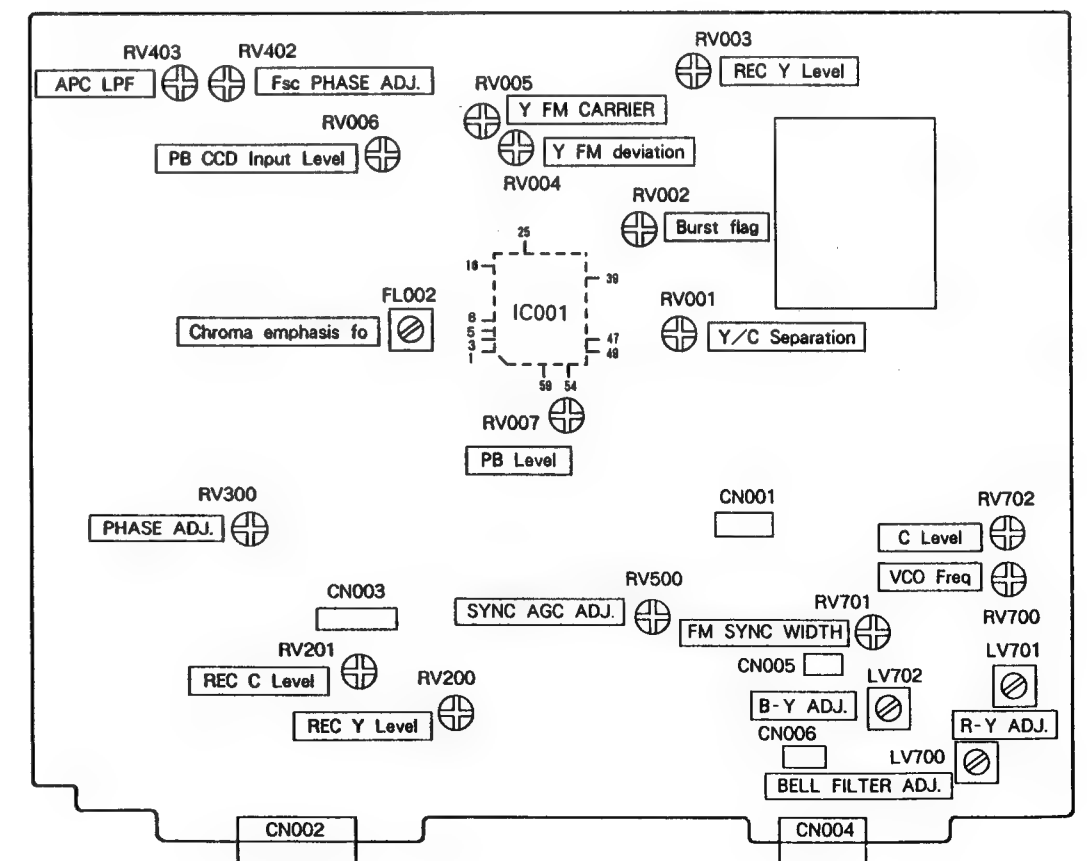 RV403
RV402
APC LPF
Fsc PHASE ADJ.
RV003
REC Y Level
RV005
Y FM CARRIER
RV006
PB CCD Input Level
Y FM deviation
RV004
RV002
Burst flag
25
16
39
IC001
FL002
Chroma emphasis fo
RV001
Y/C Separation
6
5
3
1
47
49
59
54
RV007
PB Level
RV300
PHASE ADJ.
CN001
RV702
C Level
VCO Freq
RV700
CN003
RV500
SYNC AGC ADJ.
RV701
FM SYNC WIDTH
LV701
RV201
REC C Level
CN005
RV200
REC Y Level
LV702
B-Y ADJ.
R-Y ADJ.
CN006
LV700
BELL FILTER ADJ.
CN002
CN004